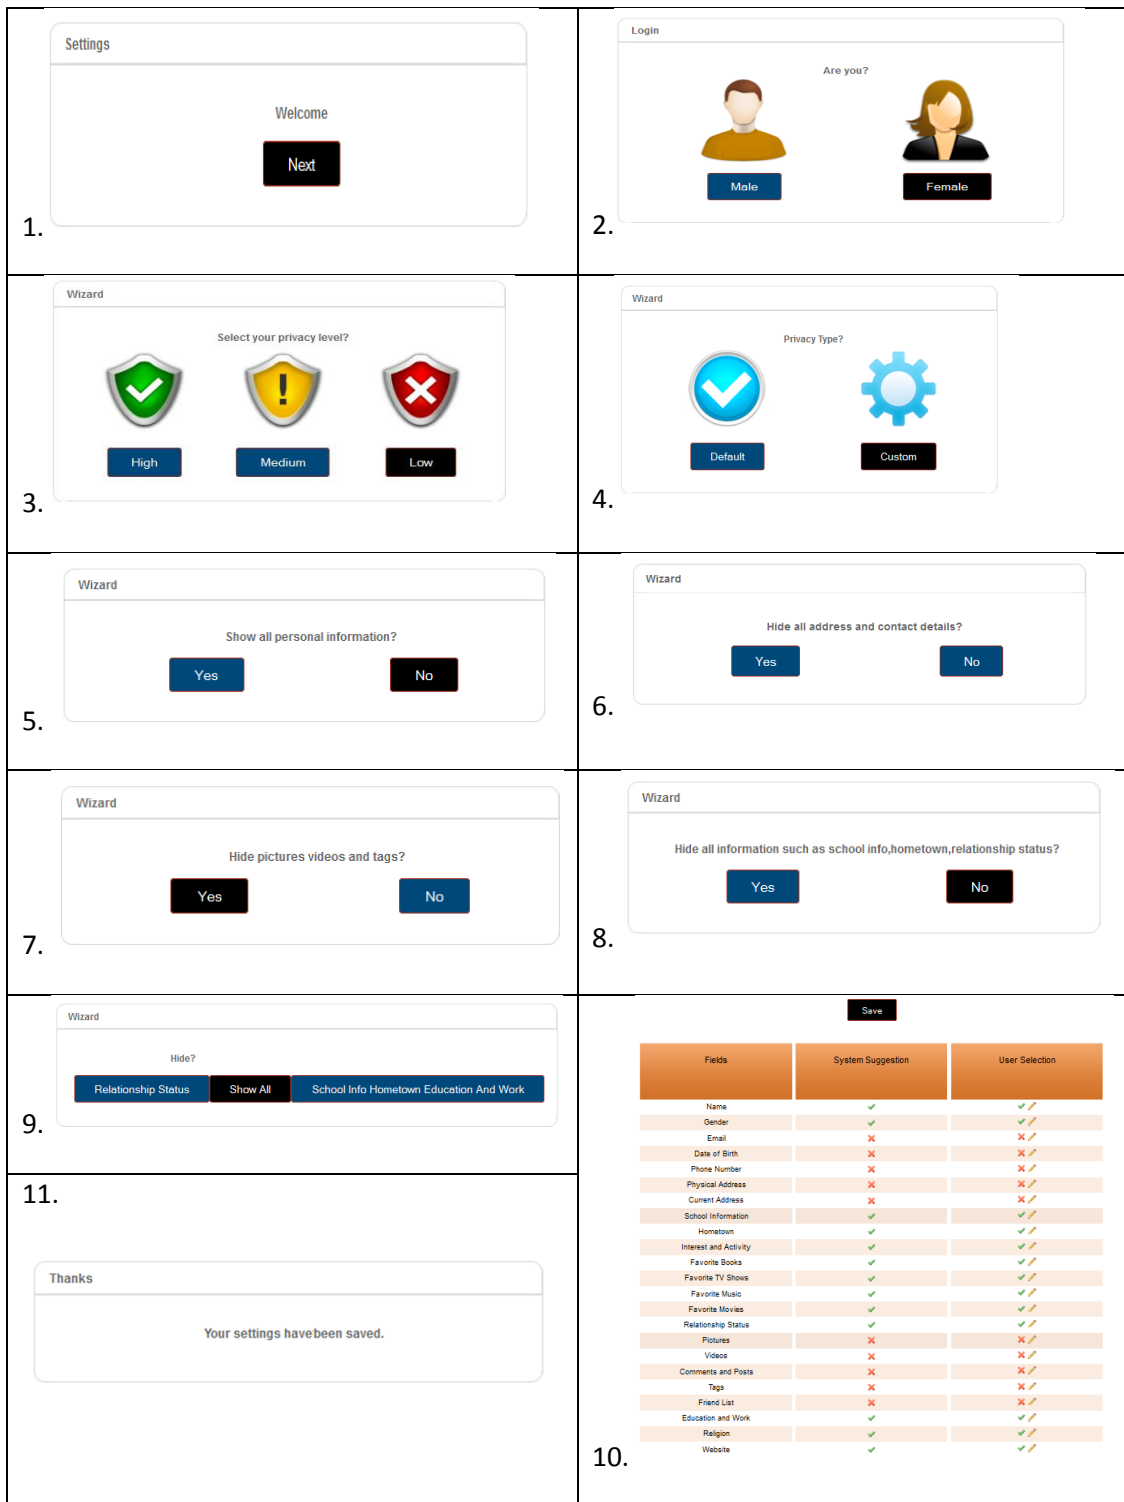 Settings
Welcome
Next
1.
Login
Are you?
Male Female
2.
Wizard
Select your privacy level?
High Medium Low
3.
Wizard
Privacy Type?
Default Custom
4.
Wizard
Show all personal information?
Yes No
5.
Wizard
Hide all address and contact details?
Yes No
6.
Wizard
Hide pictures videos and tags?
Yes No
7.
Wizard
Hide all information such as school info,hometown,relationship status?
Yes No
8.
Wizard
Hide?
Relationship Status Show All School Info Hometown Education And Work
9.
Save
Fields System Suggestion User Selection
Name
Gender
Email
Date of Birth
Phone Number
Physical Address
Current Address
School Information
Hometown
Interest and Activity
Favorite Books
Favorite TV Shows
Favorite Music
Favorite Movies
Relationship Status
Pictures
Videos
Comments and Posts
Tags
Friend List
Education and Work
Religion
Website
10.
11.
Thanks
Your settings havebeen saved.